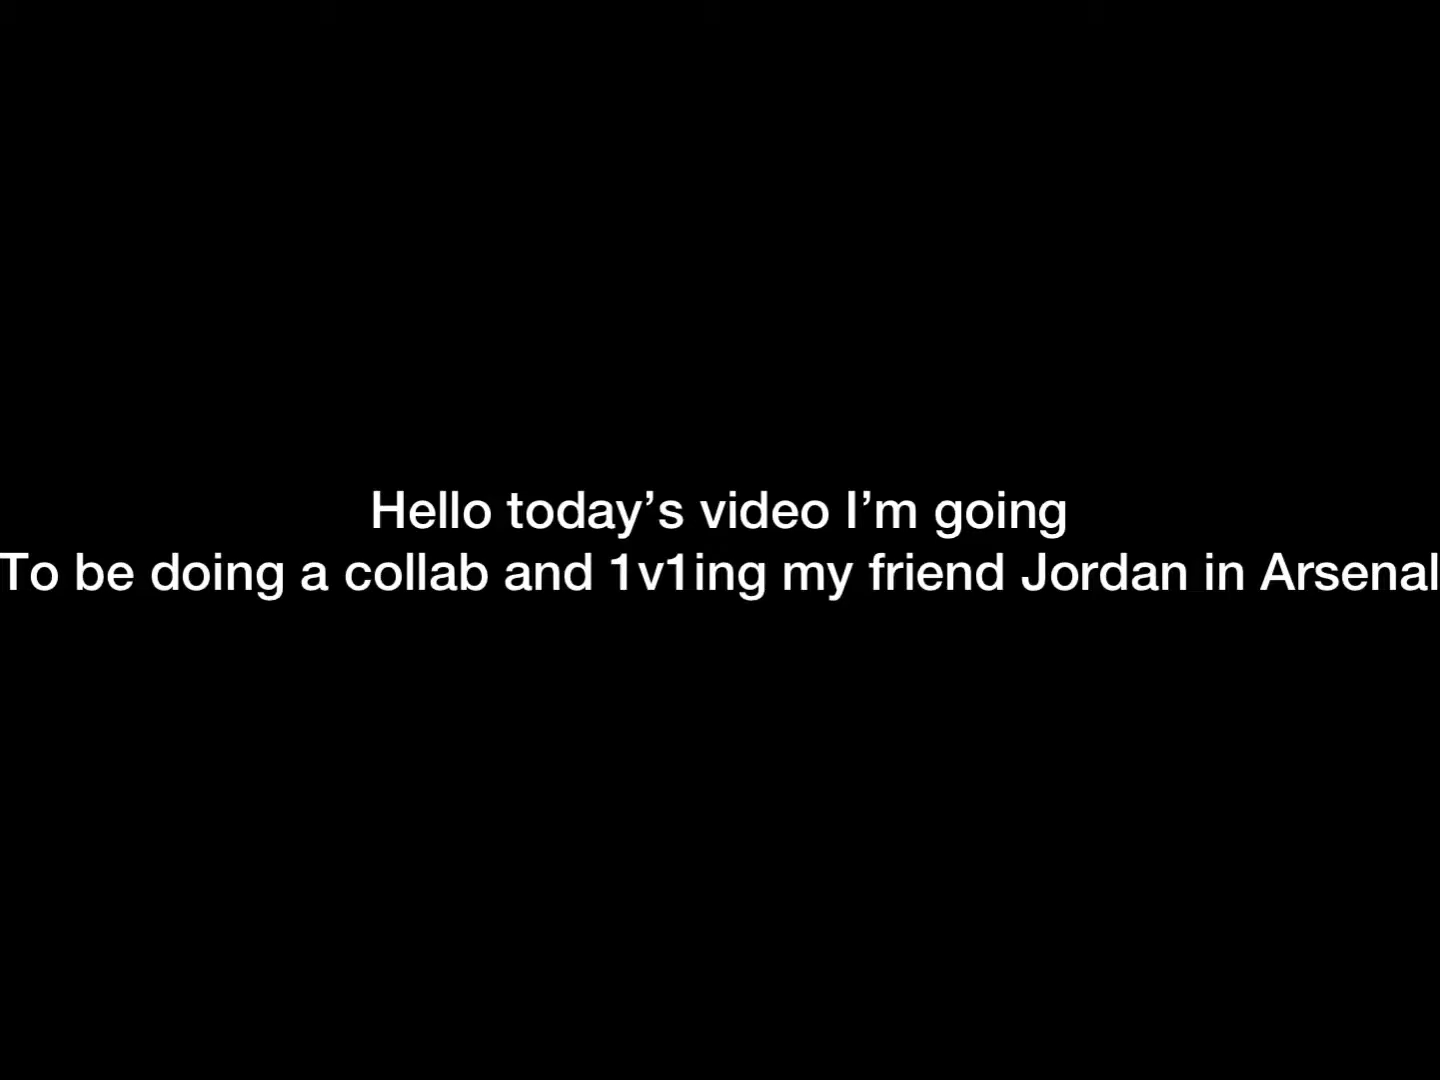 Hello today’s video I’m going
To be doing a collab and 1v1ing my friend Jordan in Arsenal